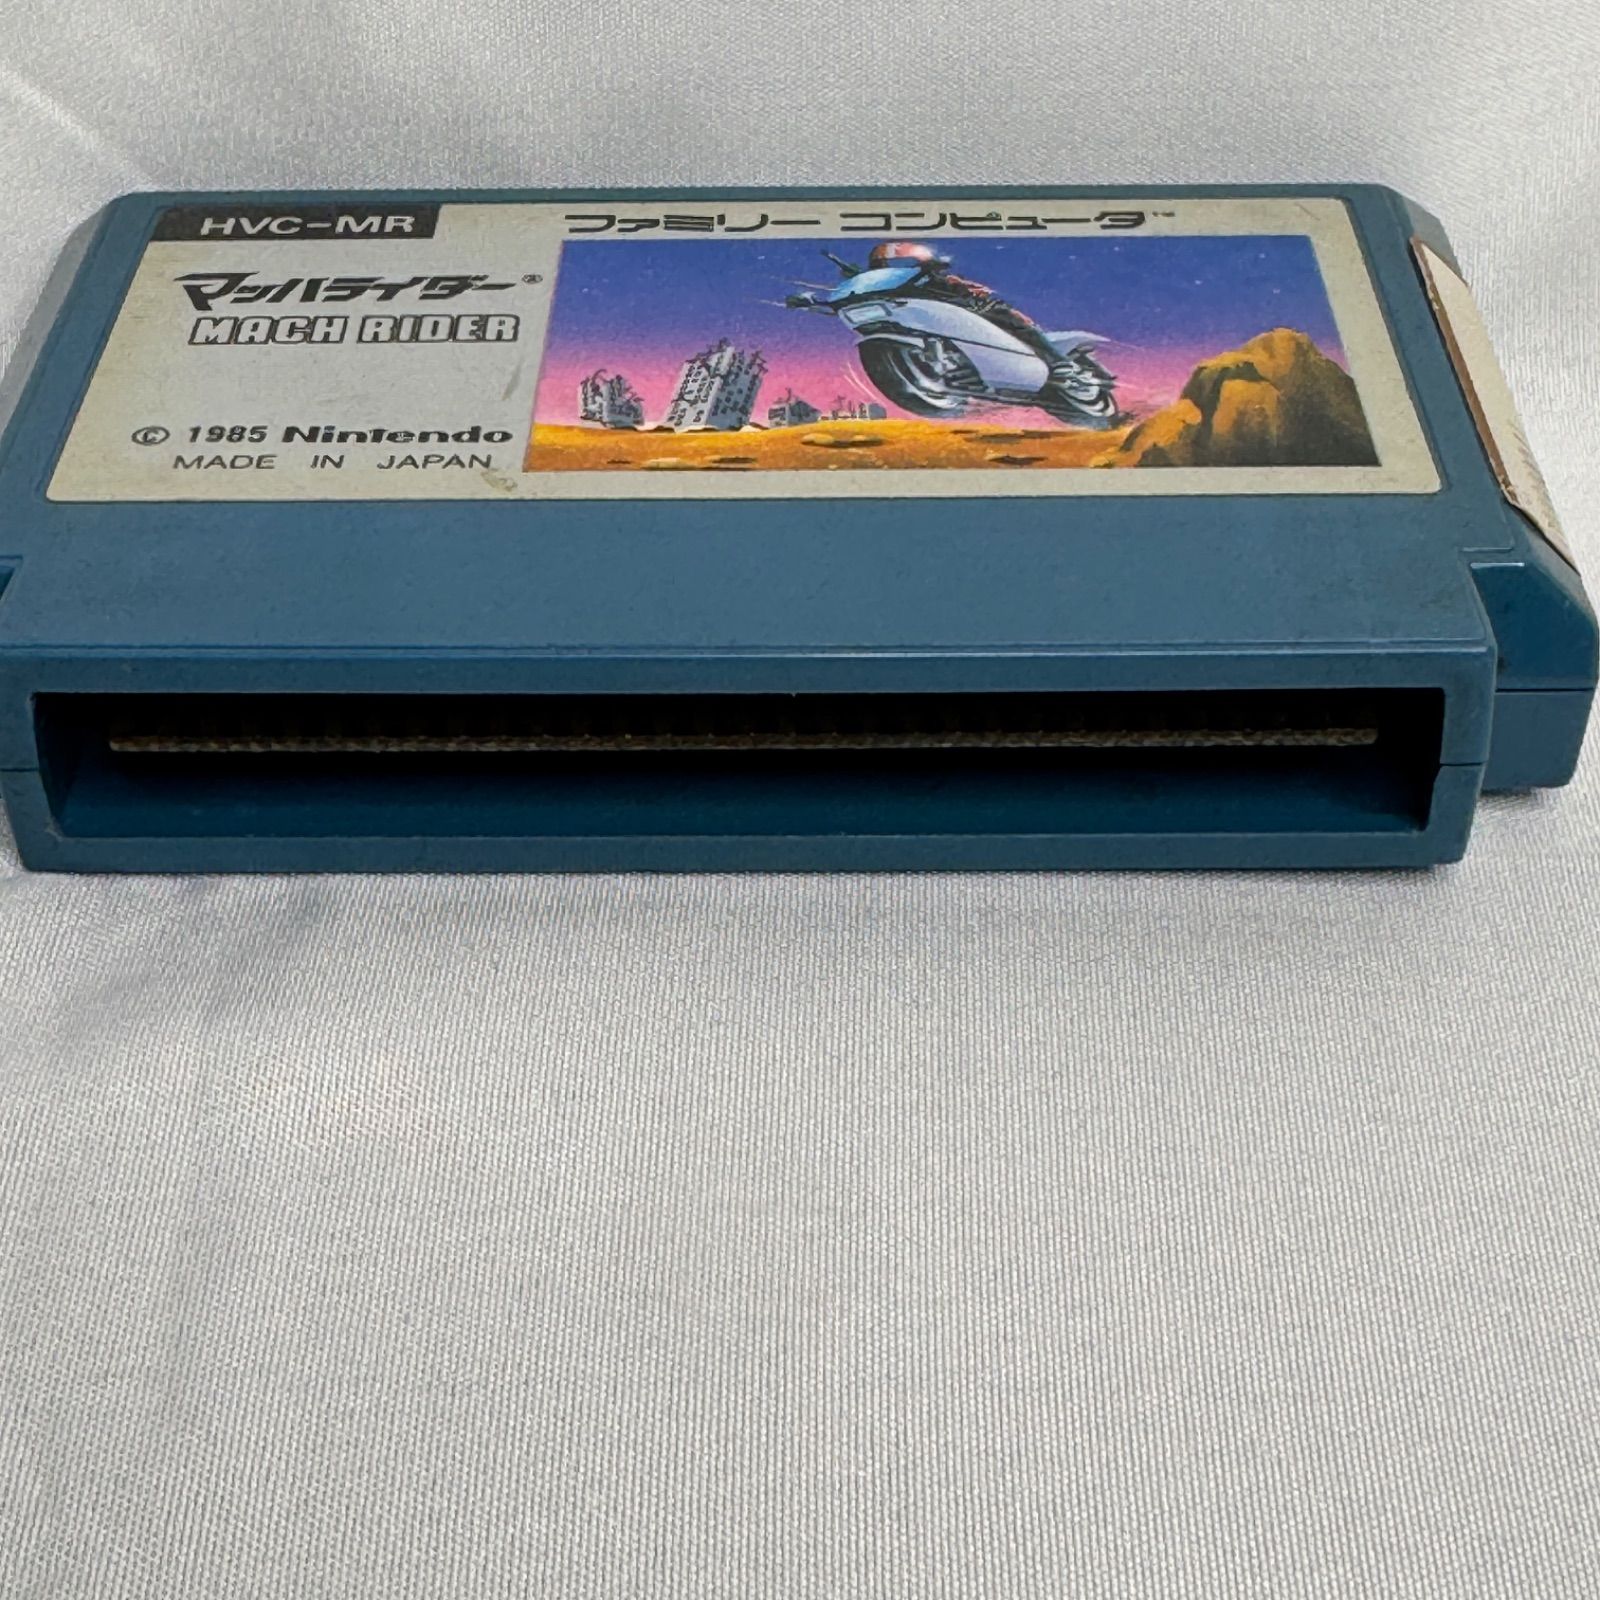 HVC-MR
ファミリー コンピュータ™
マッハライダー®
MACH RIDER
© 1985 Nintendo
MADE IN JAPAN